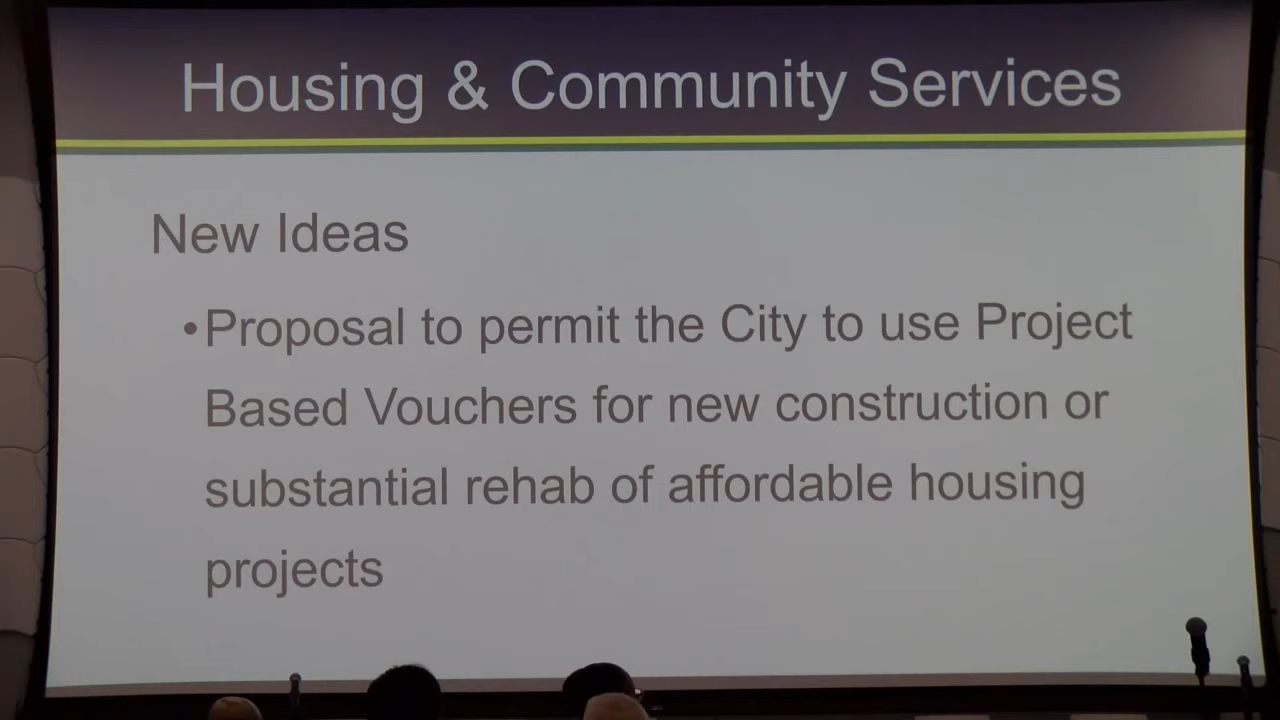 Housing & Community Services
New Ideas
•Proposal to permit the City to use Project
Based Vouchers for new construction or
substantial rehab of affordable housing
projects